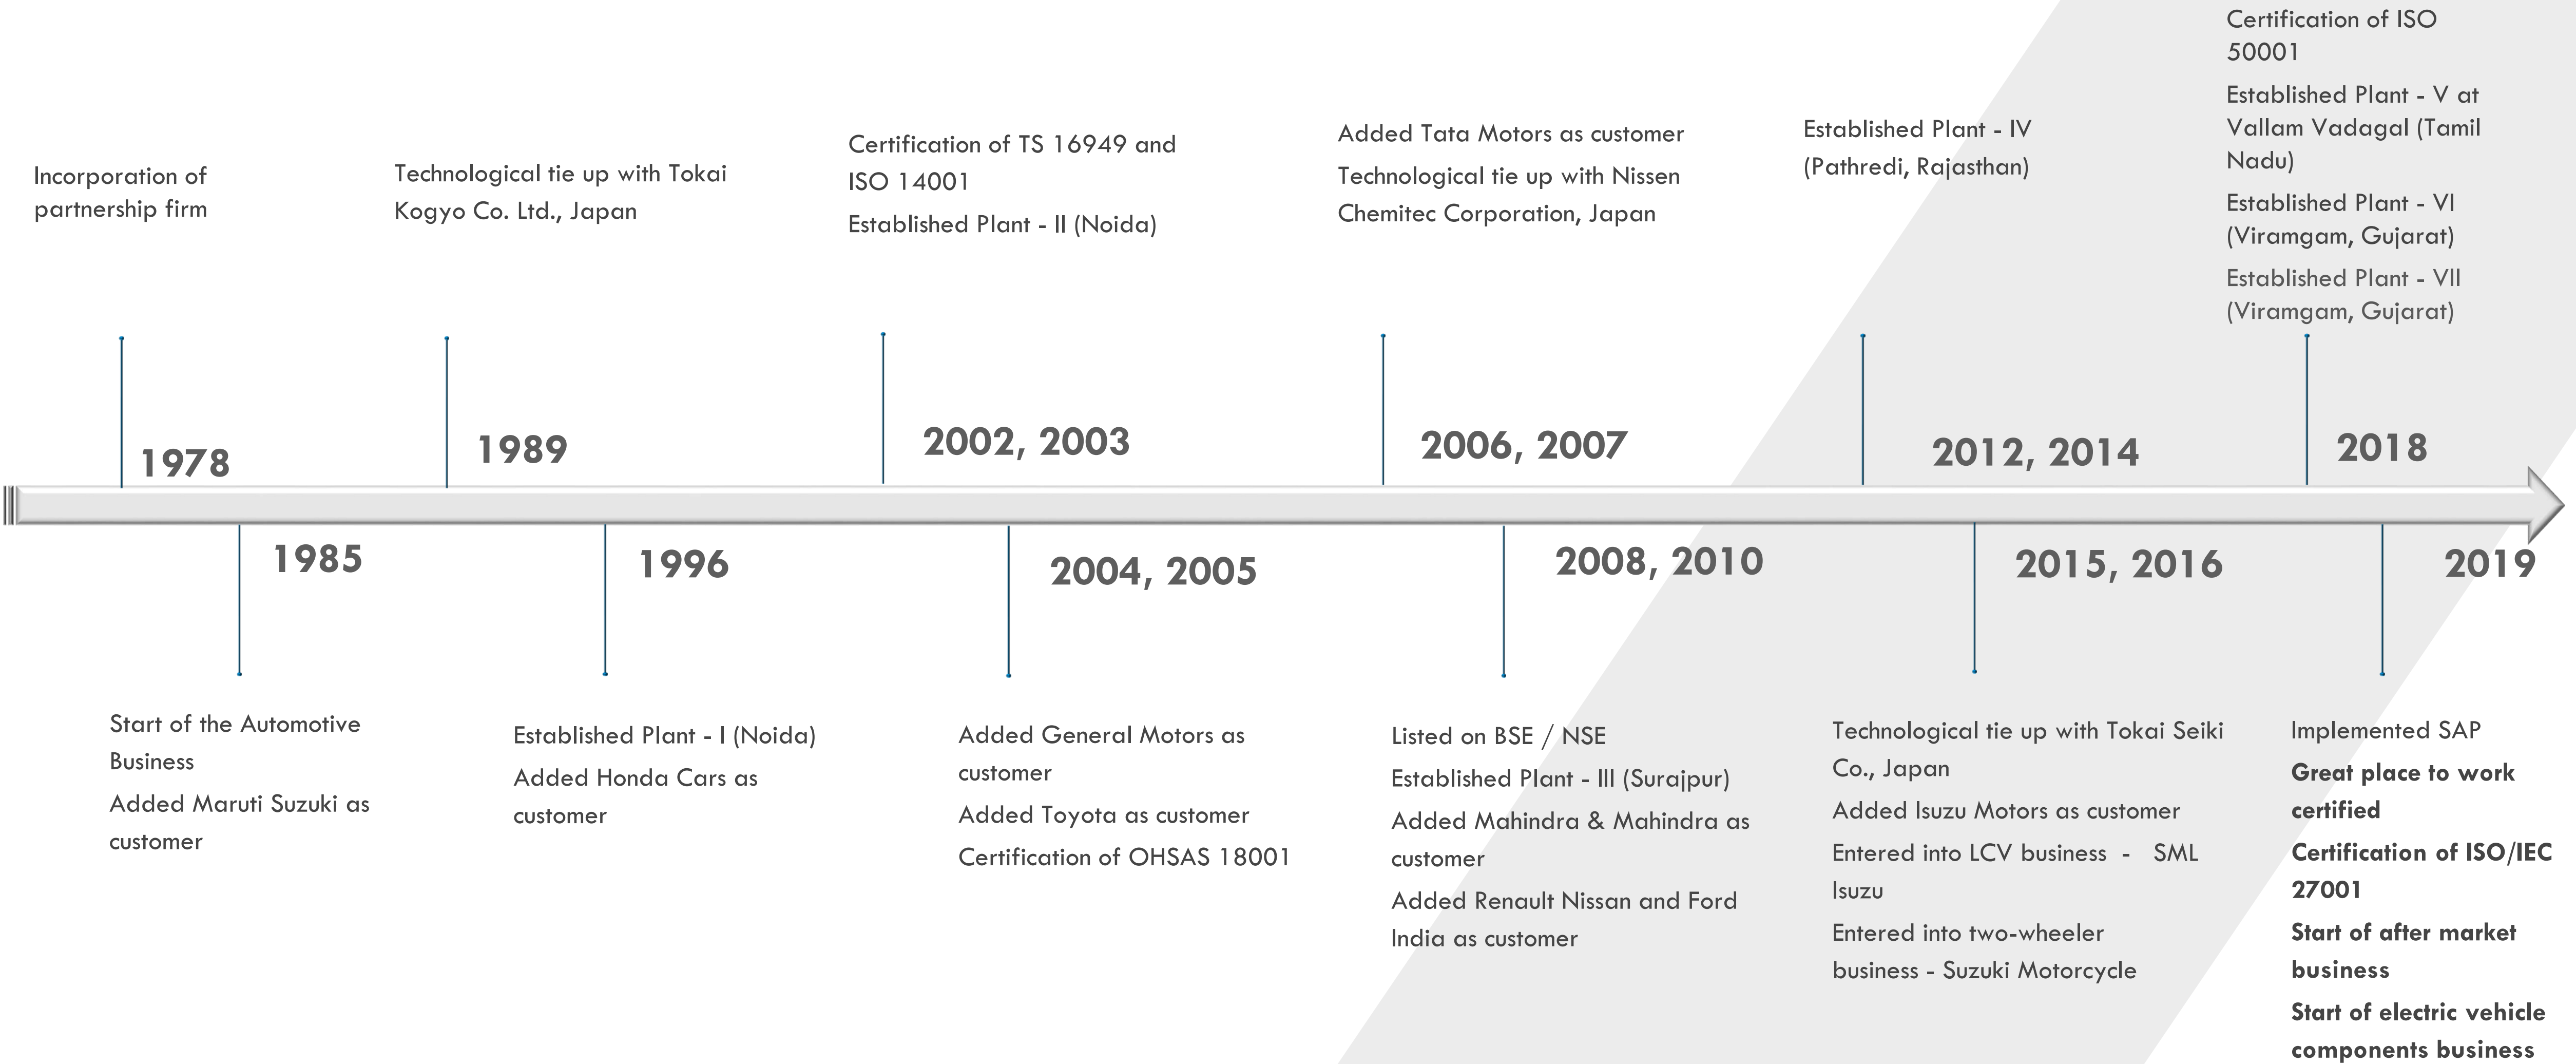 Incorporation of
partnership firm
1978
Start of the Automotive
Business
Added Maruti Suzuki as
customer
1985
Technological tie up with Tokai
Kogyo Co. Ltd., Japan
1989
1996
Established Plant - I (Noida)
Added Honda Cars as
customer
Certification of TS 16949 and
ISO 14001
Established Plant - II (Noida)
2002, 2003
2004, 2005
Added General Motors as
customer
Added Toyota as customer
Certification of OHSAS 18001
Added Tata Motors as customer
Technological tie up with Nissen
Chemitec Corporation, Japan
2006, 2007
2008, 2010
Listed on BSE / NSE
Established Plant - III (Surajpur)
Added Mahindra & Mahindra as
customer
Added Renault Nissan and Ford
India as customer
Established Plant - IV
(Pathredi, Rajasthan)
2012, 2014
2015, 2016
Technological tie up with Tokai Seiki
Co., Japan
Added Isuzu Motors as customer
Entered into LCV business - SML
Isuzu
Entered into two-wheeler
business - Suzuki Motorcycle
Certification of ISO
50001
Established Plant - V at
Vallam Vadagal (Tamil
Nadu)
Established Plant - VI
(Viramgam, Gujarat)
Established Plant - VII
(Viramgam, Gujarat)
2018
2019
Implemented SAP
Great place to work
certified
Certification of ISO/IEC
27001
Start of after market
business
Start of electric vehicle
components business